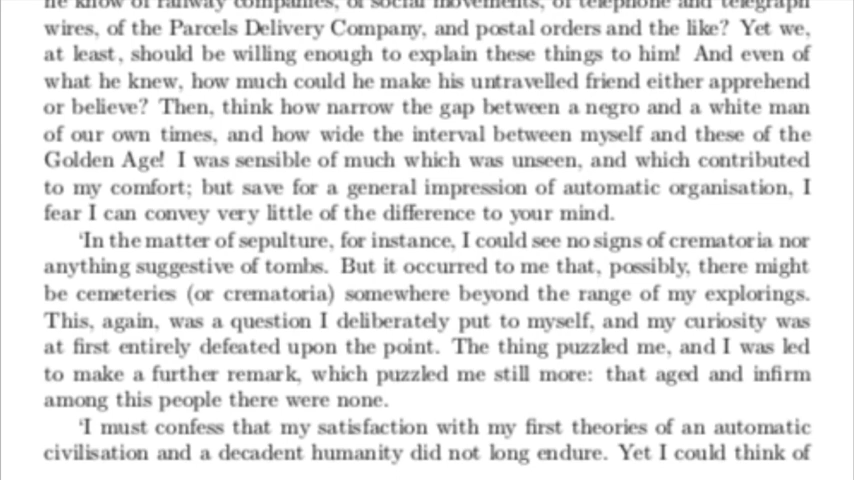 he know of railway companies, of social movements, of telephone and telegraph
wires, of the Parcels Delivery Company, and postal orders and the like? Yet we,
at least, should be willing enough to explain these things to him! And even of
what he knew, how much could he make his untravelled friend either apprehend
or believe? Then, think how narrow the gap between a negro and a white man
of our own times, and how wide the interval between myself and these of the
Golden Age! I was sensible of much which was unseen, and which contributed
to my comfort; but save for a general impression of automatic organisation, I
fear I can convey very little of the difference to your mind.
‘In the matter of sepulture, for instance, I could see no signs of crematoria nor
anything suggestive of tombs. But it occurred to me that, possibly, there might
be cemeteries (or crematoria) somewhere beyond the range of my explorings.
This, again, was a question I deliberately put to myself, and my curiosity was
at first entirely defeated upon the point. The thing puzzled me, and I was led
to make a further remark, which puzzled me still more: that aged and infirm
among this people there were none.
‘I must confess that my satisfaction with my first theories of an automatic
civilisation and a decadent humanity did not long endure. Yet I could think of